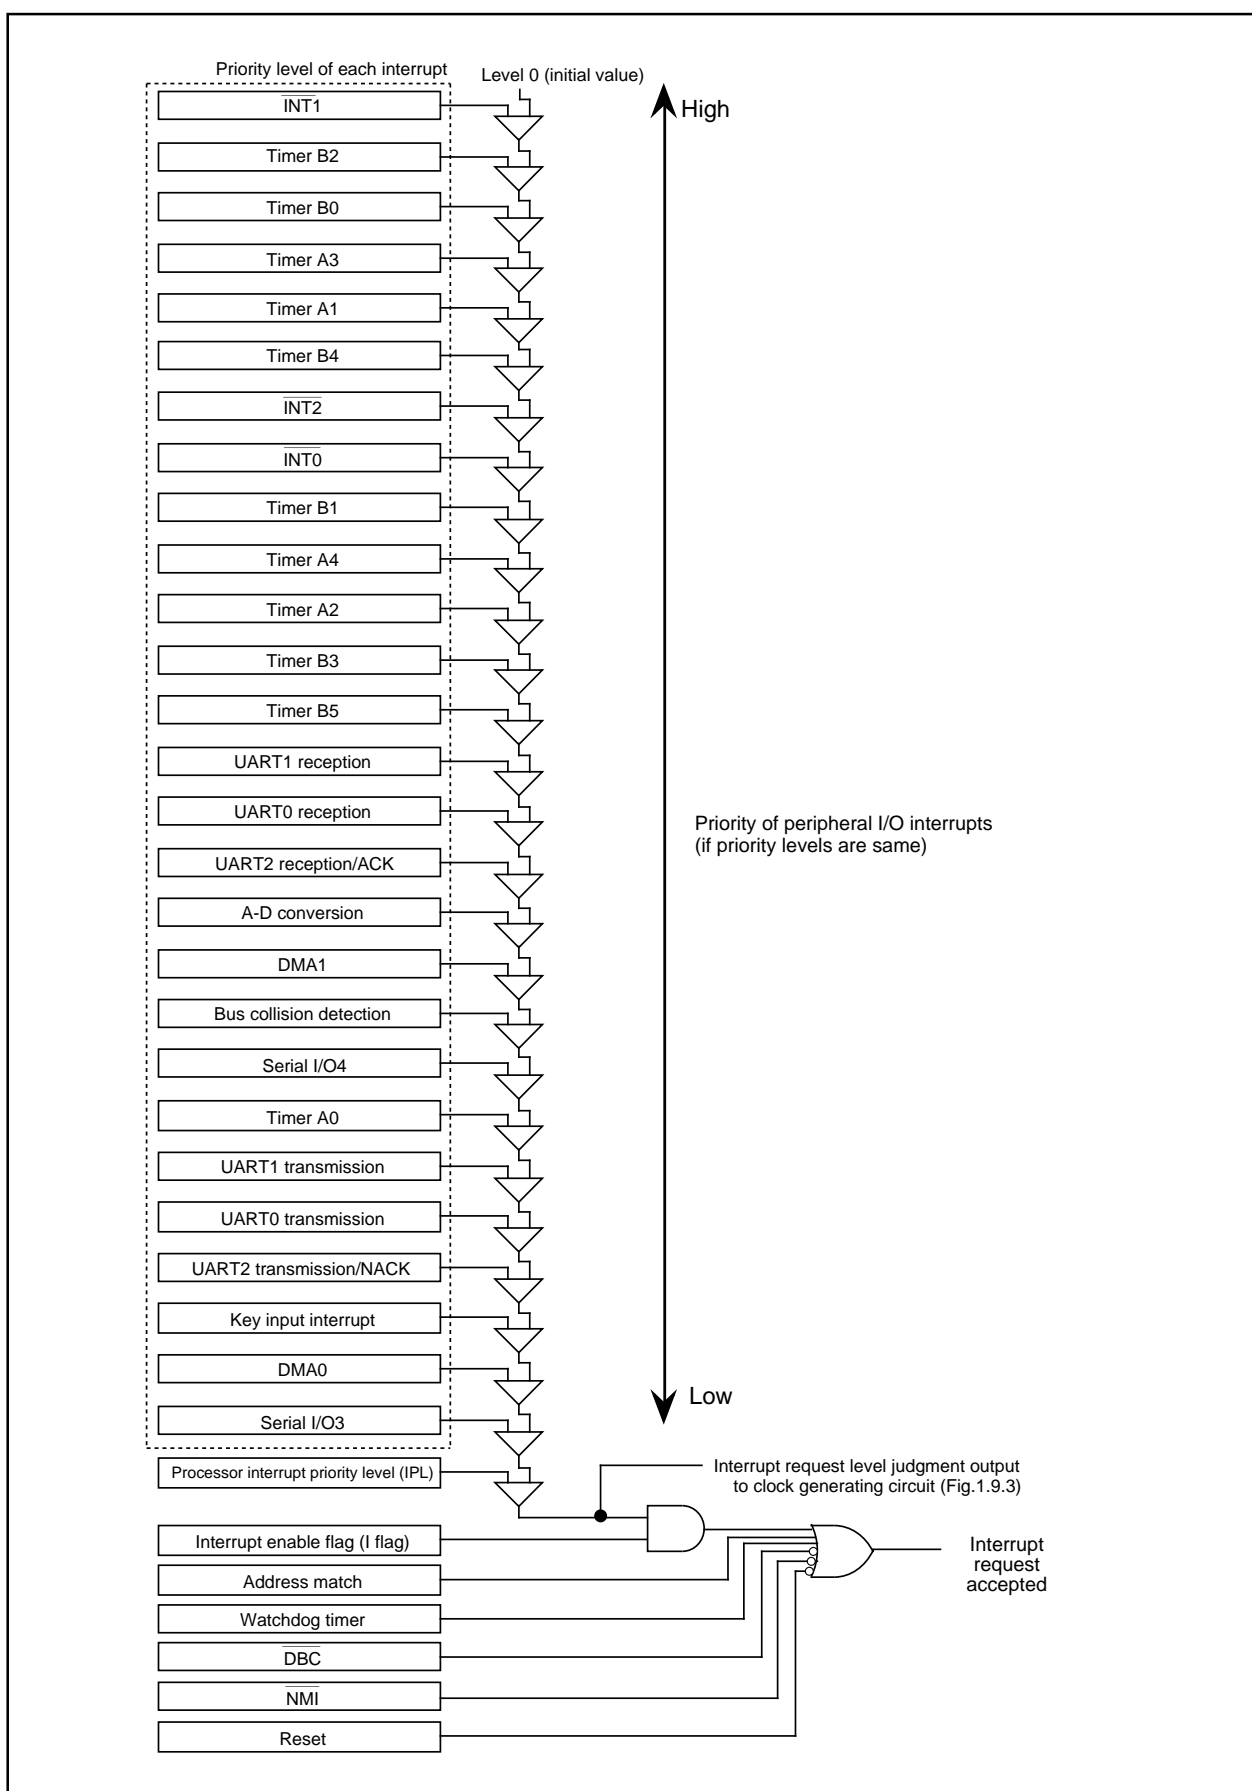 Priority level of each interrupt
Level 0 (initial value)
INT1
High
Timer B2
Timer B0
Timer A3
Timer A1
Timer B4
INT2
INT0
Timer B1
Timer A4
Timer A2
Timer B3
Timer B5
UART1 reception
UART0 reception
Priority of peripheral I/O interrupts
(if priority levels are same)
UART2 reception/ACK
A-D conversion
DMA1
Bus collision detection
Serial I/O4
Timer A0
UART1 transmission
UART0 transmission
UART2 transmission/NACK
Key input interrupt
DMA0
Low
Serial I/O3
Processor interrupt priority level (IPL)
Interrupt request level judgment output
to clock generating circuit (Fig.1.9.3)
Interrupt enable flag (I flag)
Interrupt
request
accepted
Address match
Watchdog timer
DBC
NMI
Reset